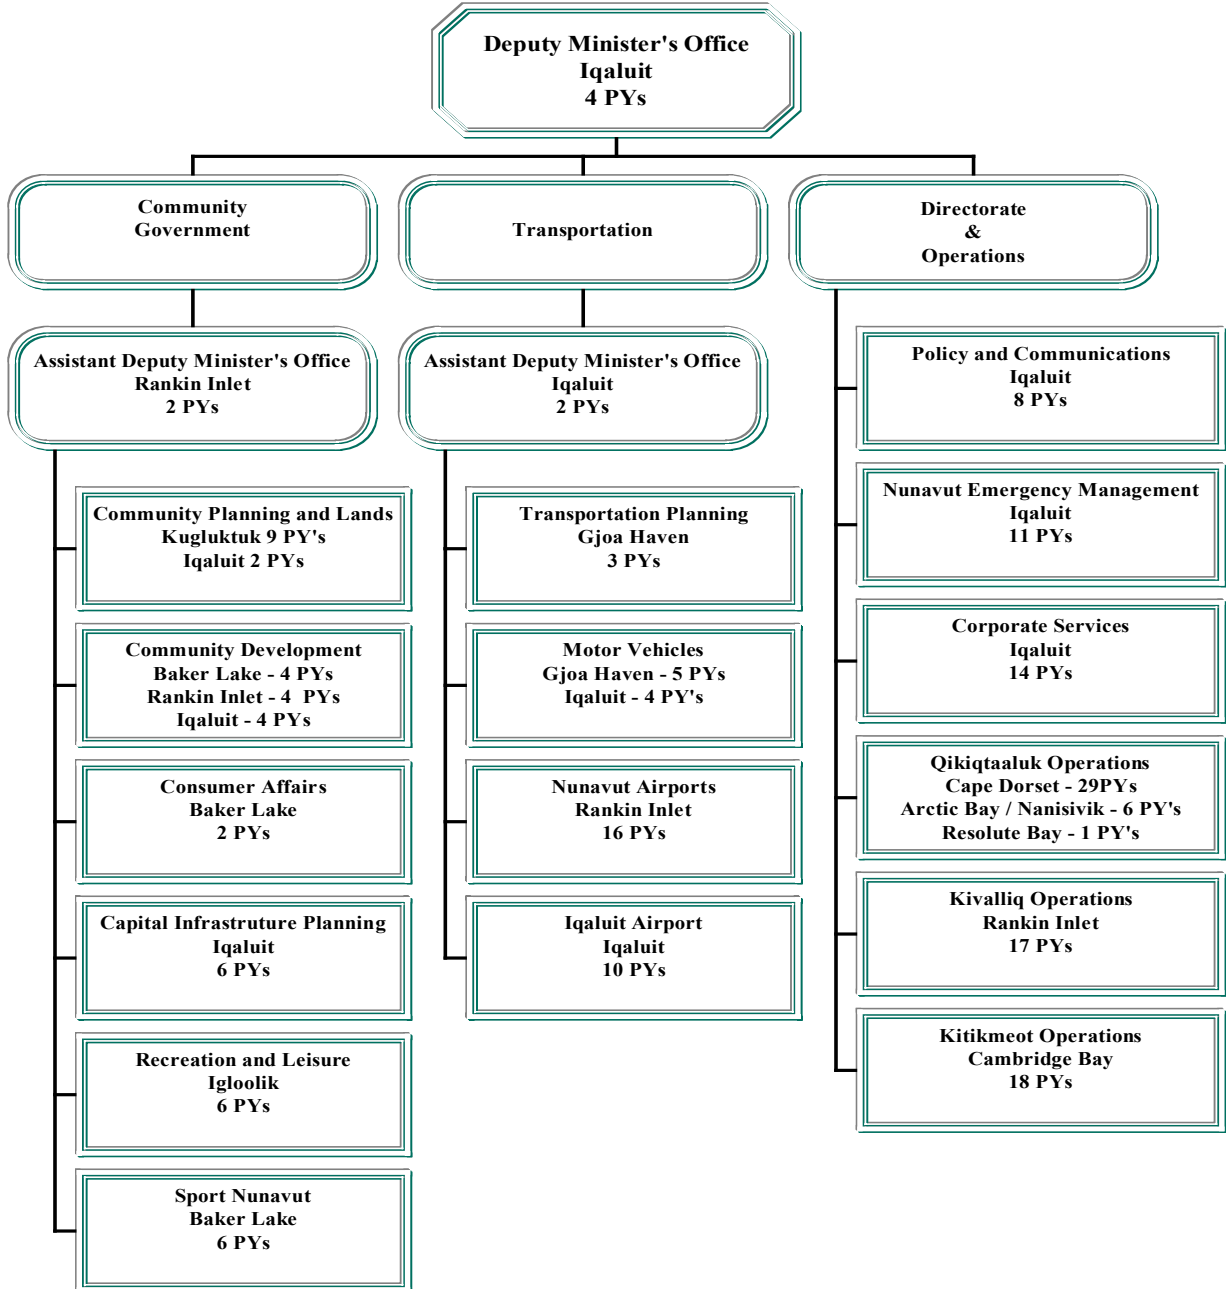 Deputy Minister's Office
Iqaluit
4 PYs
Community
Government
Transportation
Directorate
&
Operations
Assistant Deputy Minister's Office
Rankin Inlet
2 PYs
Assistant Deputy Minister's Office
Iqaluit
2 PYs
Community Planning and Lands
Kugluktuk 9 PY's
Iqaluit 2 PYs
Community Development
Baker Lake - 4 PYs
Rankin Inlet - 4 PYs
Iqaluit - 4 PYs
Consumer Affairs
Baker Lake
2 PYs
Capital Infrastruture Planning
Iqaluit
6 PYs
Recreation and Leisure
Igloolik
6 PYs
Sport Nunavut
Baker Lake
6 PYs
Transportation Planning
Gjoa Haven
3 PYs
Motor Vehicles
Gjoa Haven - 5 PYs
Iqaluit - 4 PY's
Nunavut Airports
Rankin Inlet
16 PYs
Iqaluit Airport
Iqaluit
10 PYs
Policy and Communications
Iqaluit
8 PYs
Nunavut Emergency Management
Iqaluit
11 PYs
Corporate Services
Iqaluit
14 PYs
Qikiqtaaluk Operations
Cape Dorset - 29PYs
Arctic Bay / Nanisivik - 6 PY's
Resolute Bay - 1 PY's
Kivalliq Operations
Rankin Inlet
17 PYs
Kitikmeot Operations
Cambridge Bay
18 PYs